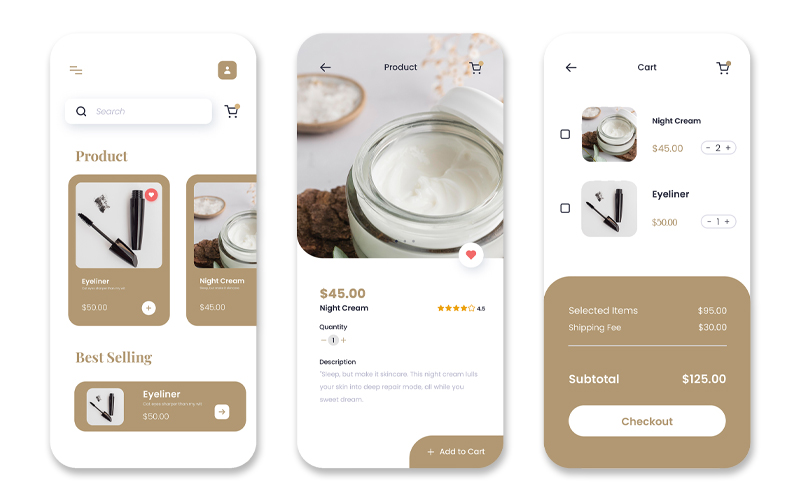 Search
Product
Eyeliner
$50.00
+
Night Cream
$45.00
Best Selling
Eyeliner
$50.00
Product
$45.00
Night Cream
4.5
Quantity
− 1 +
Description
"Sleep, but make it skincare. This night cream lulls
your skin into deep repair mode, all while you
sweet dream.
+ Add to Cart
Cart
Night Cream
$45.00
- 2 +
Eyeliner
$50.00
- 1 +
Selected Items $95.00
Shipping Fee $30.00
Subtotal $125.00
Checkout